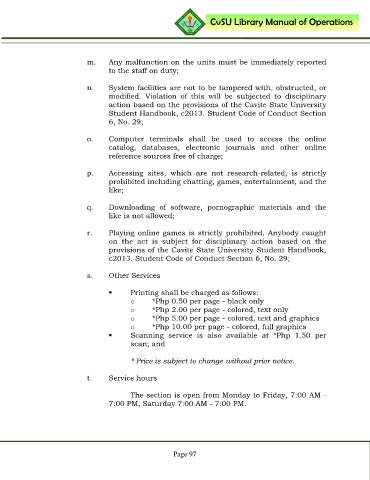 CvSU Library Manual of Operations
m. Any malfunction on the units must be immediately reported
to the staff on duty;
n. System facilities are not to be tampered with, obstructed, or
modified. Violation of this will be subjected to disciplinary
action based on the provisions of the Cavite State University
Student Handbook, c2013. Student Code of Conduct Section
6, No. 29;
o. Computer terminals shall be used to access the online
catalog, databases, electronic journals and other online
reference sources free of charge;
p. Accessing sites, which are not research-related, is strictly
prohibited including chatting, games, entertainment, and the
like;
q. Downloading of software, pornographic materials and the
like is not allowed;
r. Playing online games is strictly prohibited. Anybody caught
on the act is subject for disciplinary action based on the
provisions of the Cavite State University Student Handbook,
c2013. Student Code of Conduct Section 6, No. 29;
s. Other Services
▪ Printing shall be charged as follows:
o *Php 0.50 per page - black only
o *Php 2.00 per page - colored, text only
o *Php 5.00 per page - colored, text and graphics
o *Php 10.00 per page - colored, full graphics
▪ Scanning service is also available at *Php 1.50 per
scan; and
* Price is subject to change without prior notice.
t. Service hours
The section is open from Monday to Friday, 7:00 AM -
7:00 PM, Saturday 7:00 AM - 7:00 PM.
Page 97